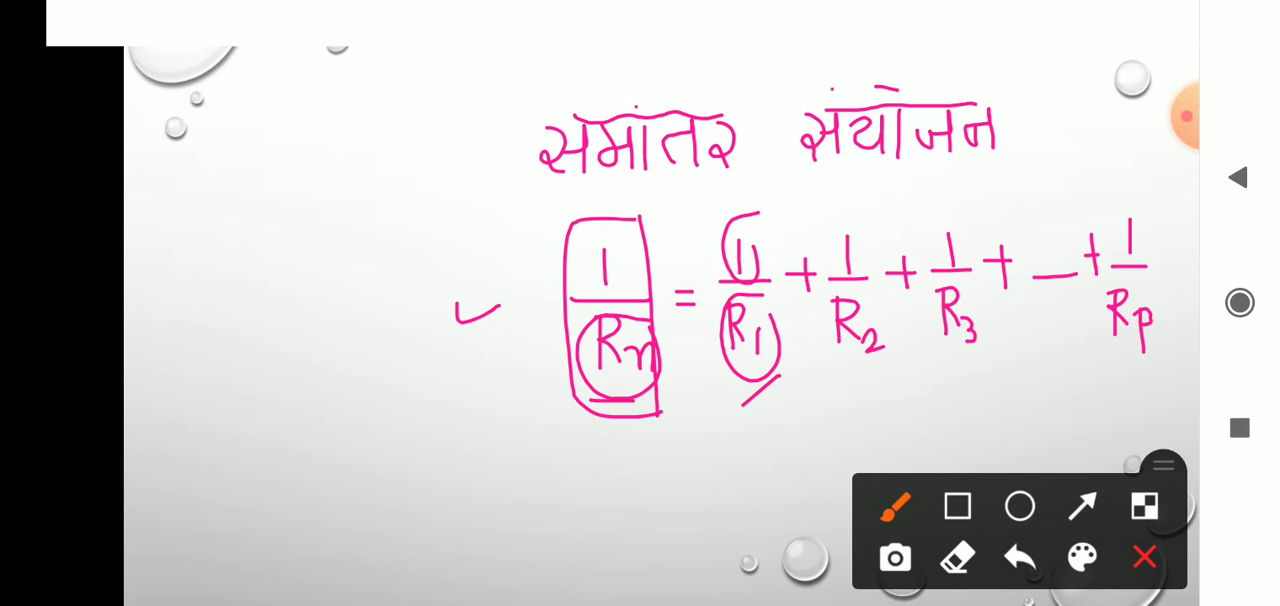 समांतर संयोजन
1/Rn = 1/R1 + 1/R2 + 1/R3 + _ + 1/Rp